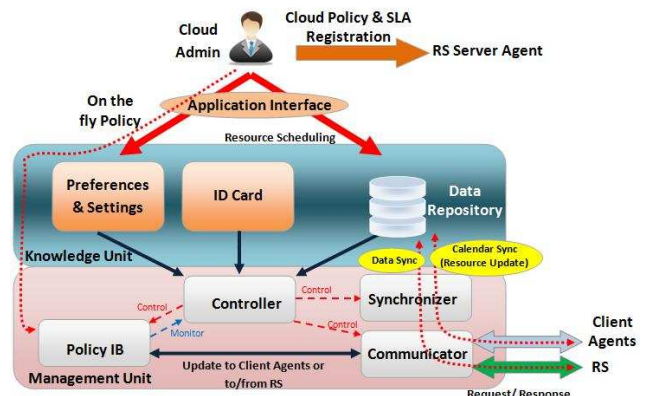 Cloud Policy & SLA
Registration
Cloud
Admin
RS Server Agent
On the
fly Policy
Application Interface
Resource Scheduling
Preferences
& Settings
ID Card
Data
Repository
Knowledge Unit
Data Sync
Calendar Sync
(Resource Update)
Controller
Synchronizer
Control
Control
Monitor
Control
Policy IB
Communicator
Client
Agents
RS
Management Unit
Update to Client Agents or
to/from RS
Request/ Response